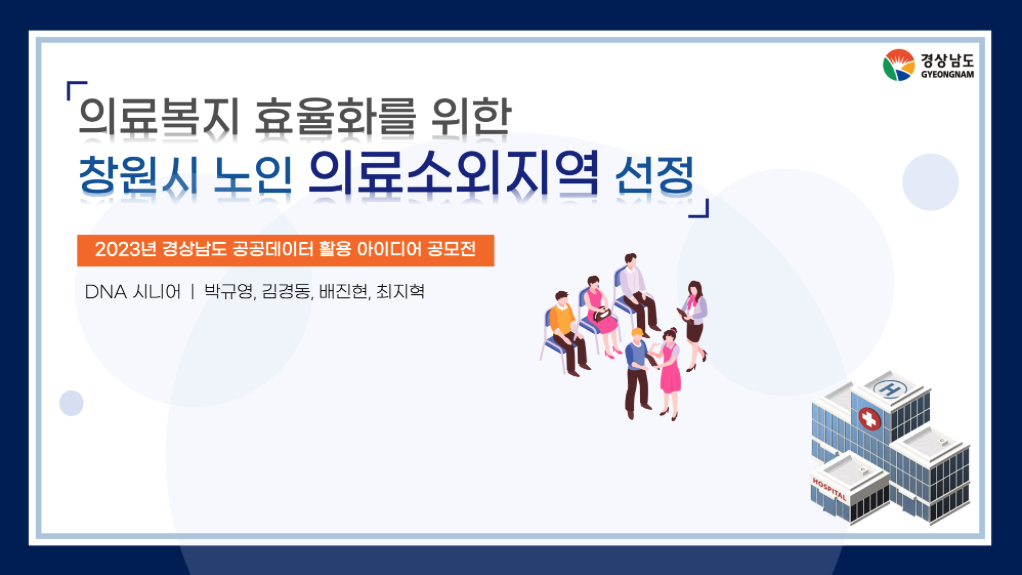 경상남도
GYEONGNAM
의료복지 효율화를 위한
창원시 노인 의료소외지역 선정
2023년 경상남도 공공데이터 활용 아이디어 공모전
DNA 시니어 | 박규영, 김경동, 배진현, 최지혁
H
HOSPITAL